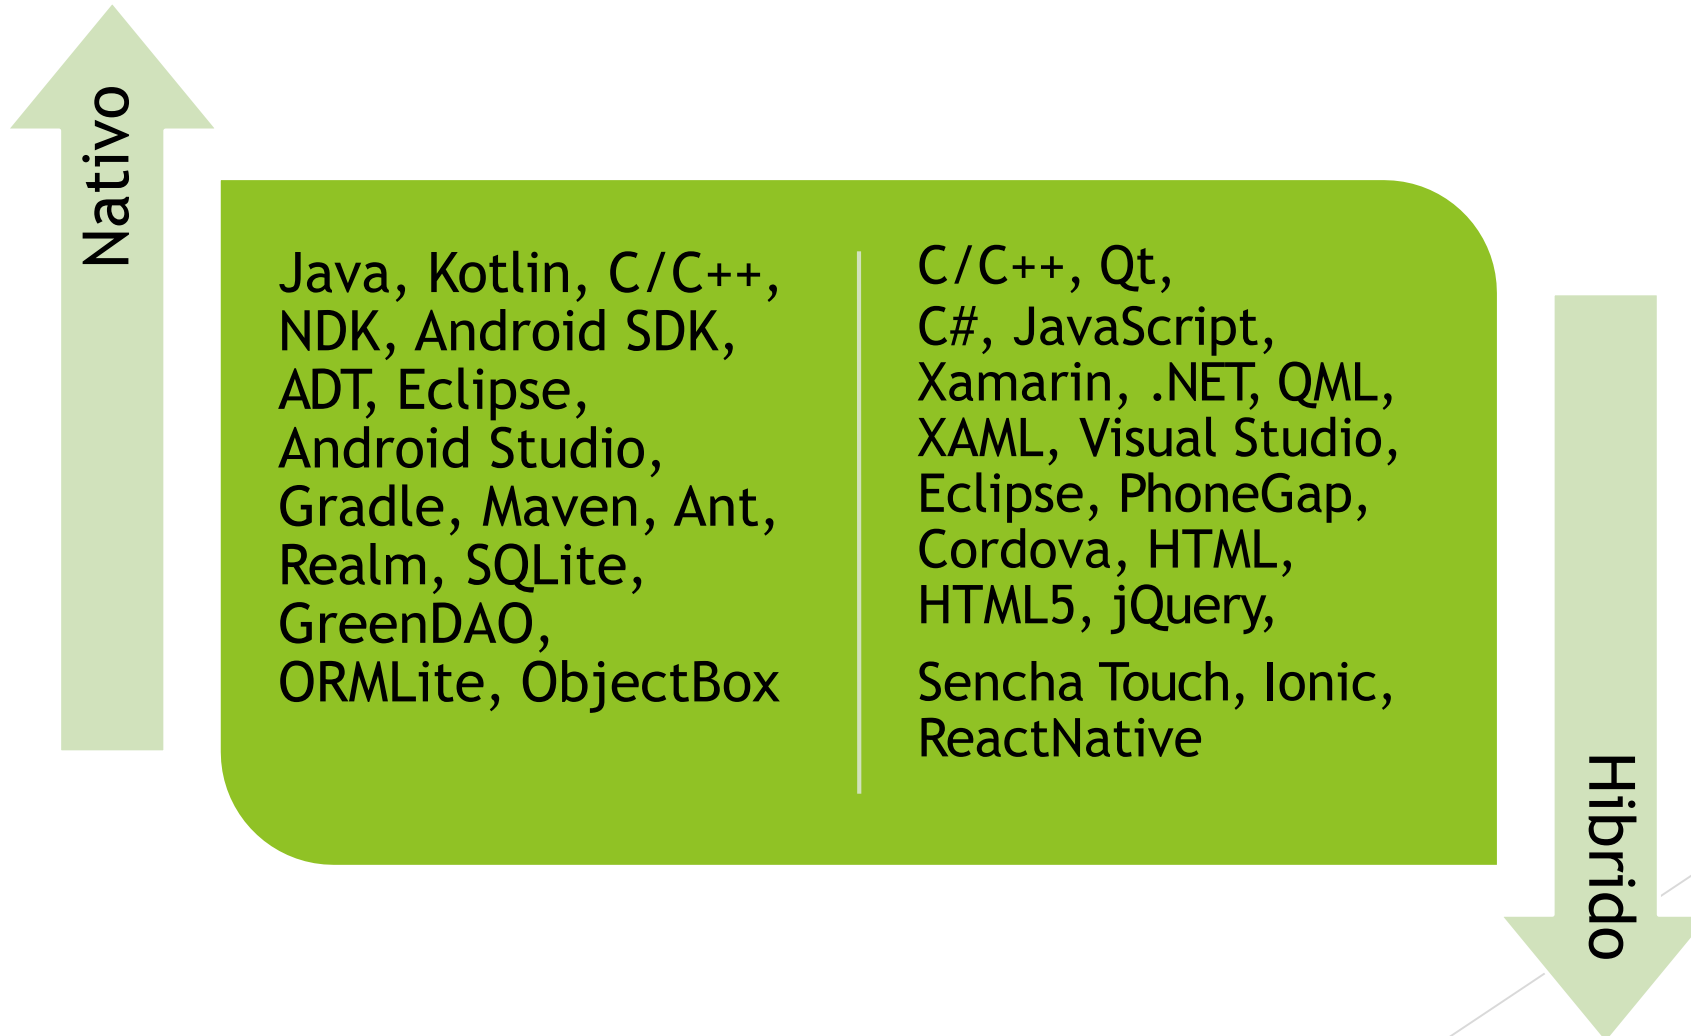 Nativo
Java, Kotlin, C/C++,
NDK, Android SDK,
ADT, Eclipse,
Android Studio,
Gradle, Maven, Ant,
Realm, SQLite,
GreenDAO,
ORMLite, ObjectBox
C/C++, Qt,
C#, JavaScript,
Xamarin, .NET, QML,
XAML, Visual Studio,
Eclipse, PhoneGap,
Cordova, HTML,
HTML5, jQuery,
Sencha Touch, Ionic,
ReactNative
Hibrido